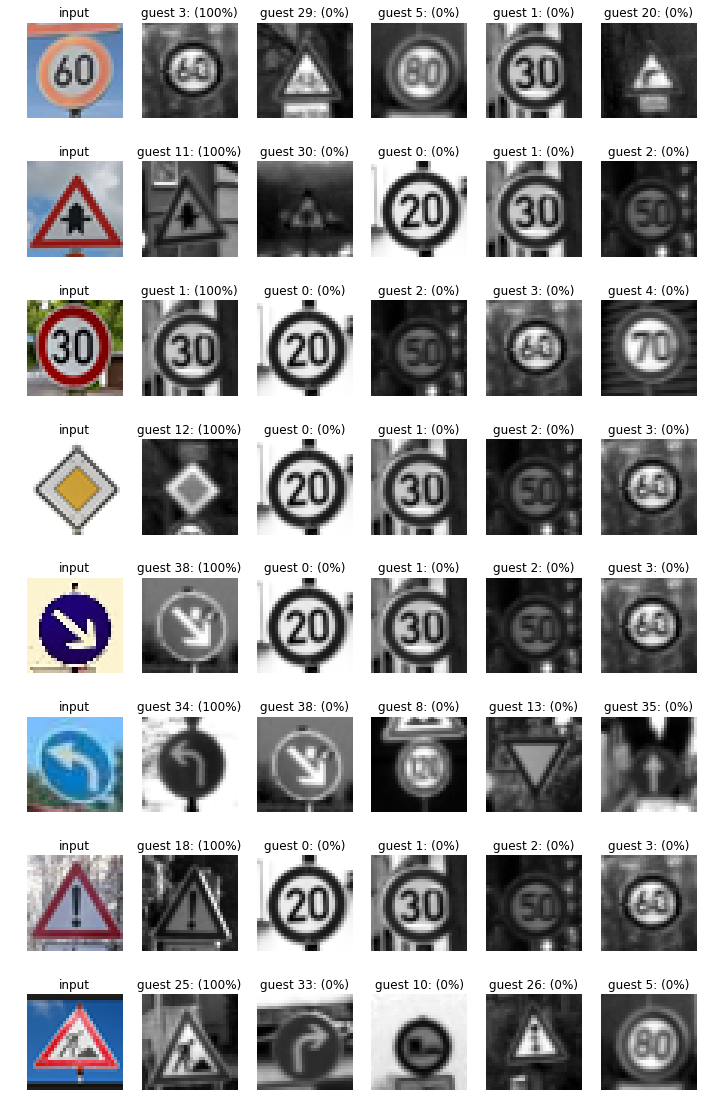 input guest 3: (100%) guest 29: (0%) guest 5: (0%) guest 1: (0%) guest 20: (0%)
60 60 80 30
input guest 11: (100%) guest 30: (0%) guest 0: (0%) guest 1: (0%) guest 2: (0%)
20 30 50
input guest 1: (100%) guest 0: (0%) guest 2: (0%) guest 3: (0%) guest 4: (0%)
30 30 20 50 60 70
input guest 12: (100%) guest 0: (0%) guest 1: (0%) guest 2: (0%) guest 3: (0%)
20 30 50 60
input guest 38: (100%) guest 0: (0%) guest 1: (0%) guest 2: (0%) guest 3: (0%)
20 30 50 60
input guest 34: (100%) guest 38: (0%) guest 8: (0%) guest 13: (0%) guest 35: (0%)
120
input guest 18: (100%) guest 0: (0%) guest 1: (0%) guest 2: (0%) guest 3: (0%)
! ! 20 30 50 60
input guest 25: (100%) guest 33: (0%) guest 10: (0%) guest 26: (0%) guest 5: (0%)
80